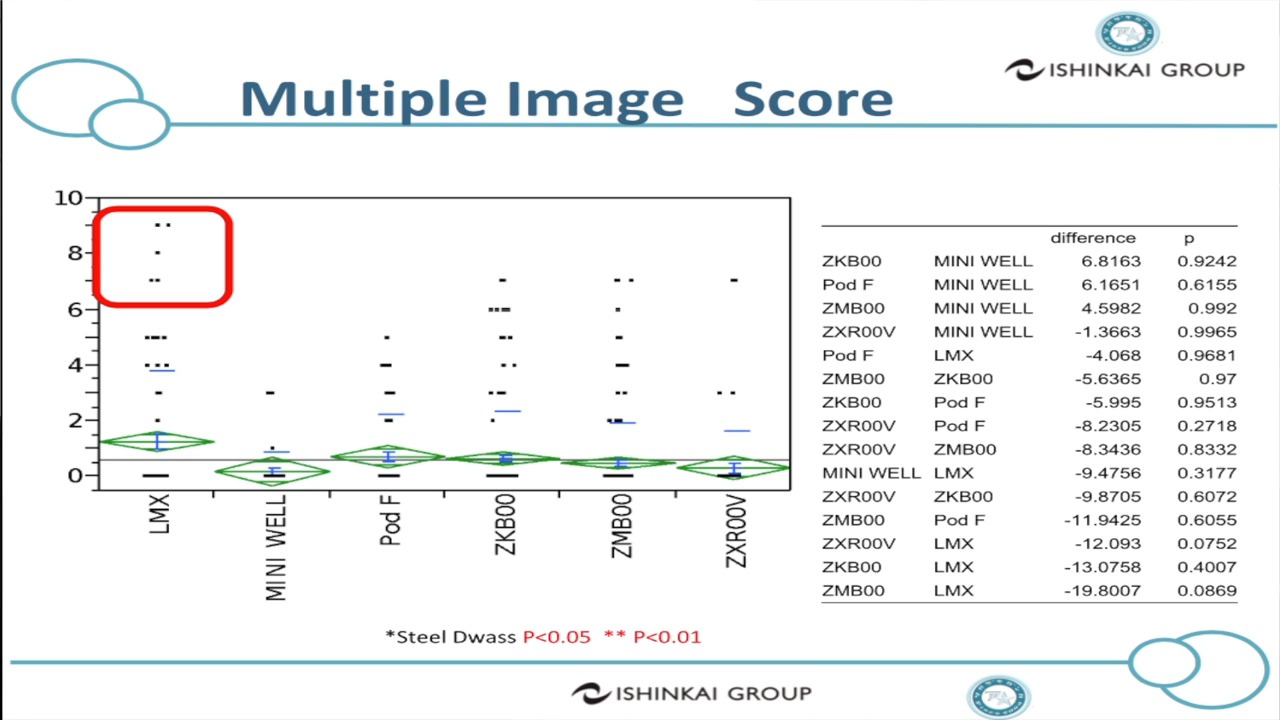 ISHINKAI GROUP
Multiple Image Score
10
8
6
4
2
0
LMX
MINI WELL
Pod F
ZKB00
ZMB00
ZXR00V
difference p
ZKB00 MINI WELL 6.8163 0.9242
Pod F MINI WELL 6.1651 0.6155
ZMB00 MINI WELL 4.5982 0.992
ZXR00V MINI WELL -1.3663 0.9965
Pod F LMX -4.068 0.9681
ZMB00 ZKB00 -5.6365 0.97
ZKB00 Pod F -5.995 0.9513
ZXR00V Pod F -8.2305 0.2718
ZXR00V ZMB00 -8.3436 0.8332
MINI WELL LMX -9.4756 0.3177
ZXR00V ZKB00 -9.8705 0.6072
ZMB00 Pod F -11.9425 0.6055
ZXR00V LMX -12.093 0.0752
ZKB00 LMX -13.0758 0.4007
ZMB00 LMX -19.8007 0.0869
*Steel Dwass P<0.05 ** P<0.01
ISHINKAI GROUP